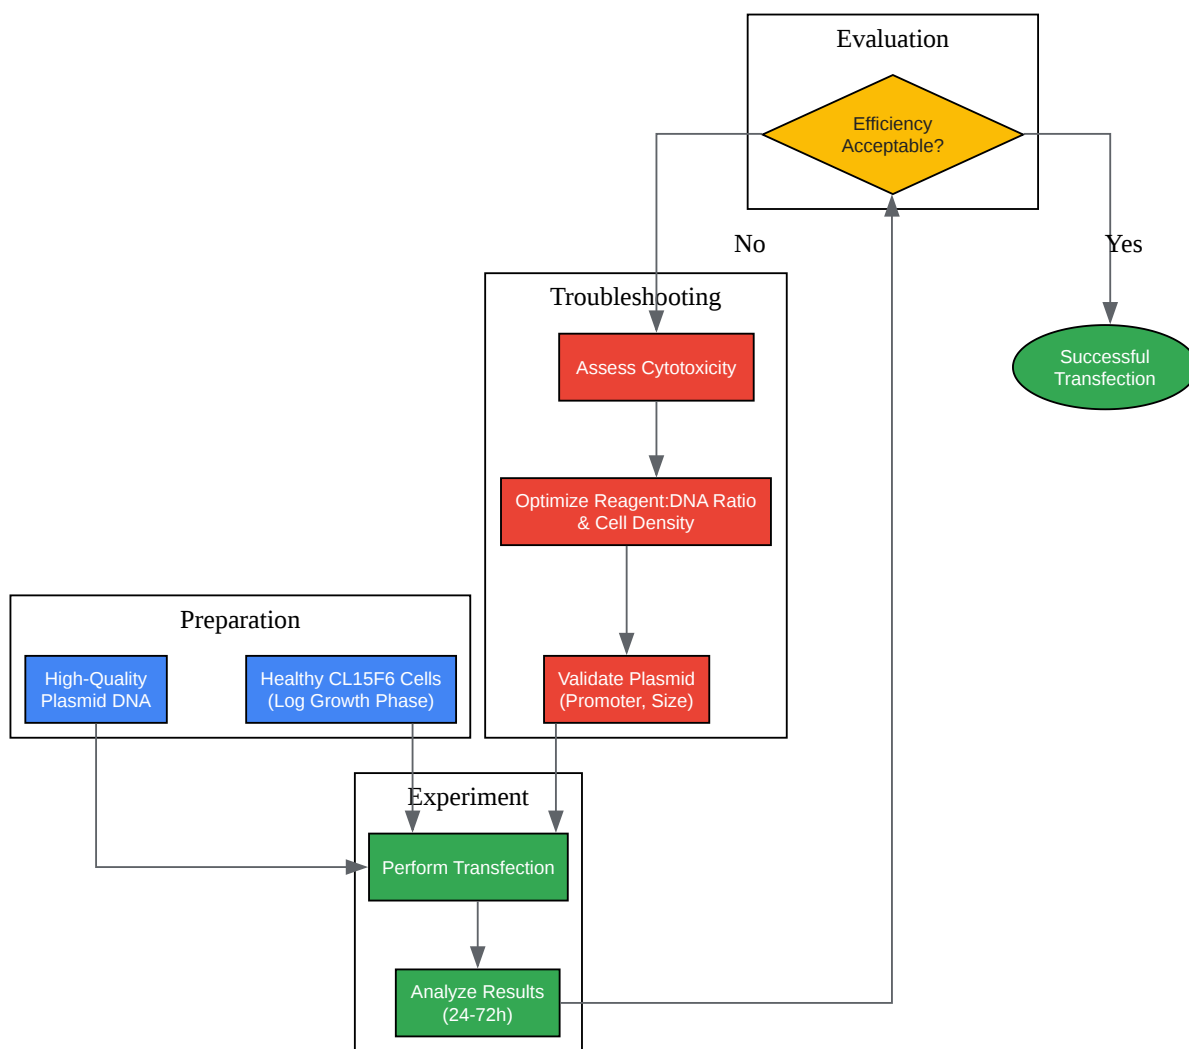 Evaluation
Efficiency
Acceptable?
No
Yes
Troubleshooting
Assess Cytotoxicity
Successful
Transfection
Optimize Reagent:DNA Ratio
& Cell Density
Preparation
High-Quality
Plasmid DNA
Healthy CL15F6 Cells
(Log Growth Phase)
Validate Plasmid
(Promoter, Size)
Experiment
Perform Transfection
Analyze Results
(24-72h)